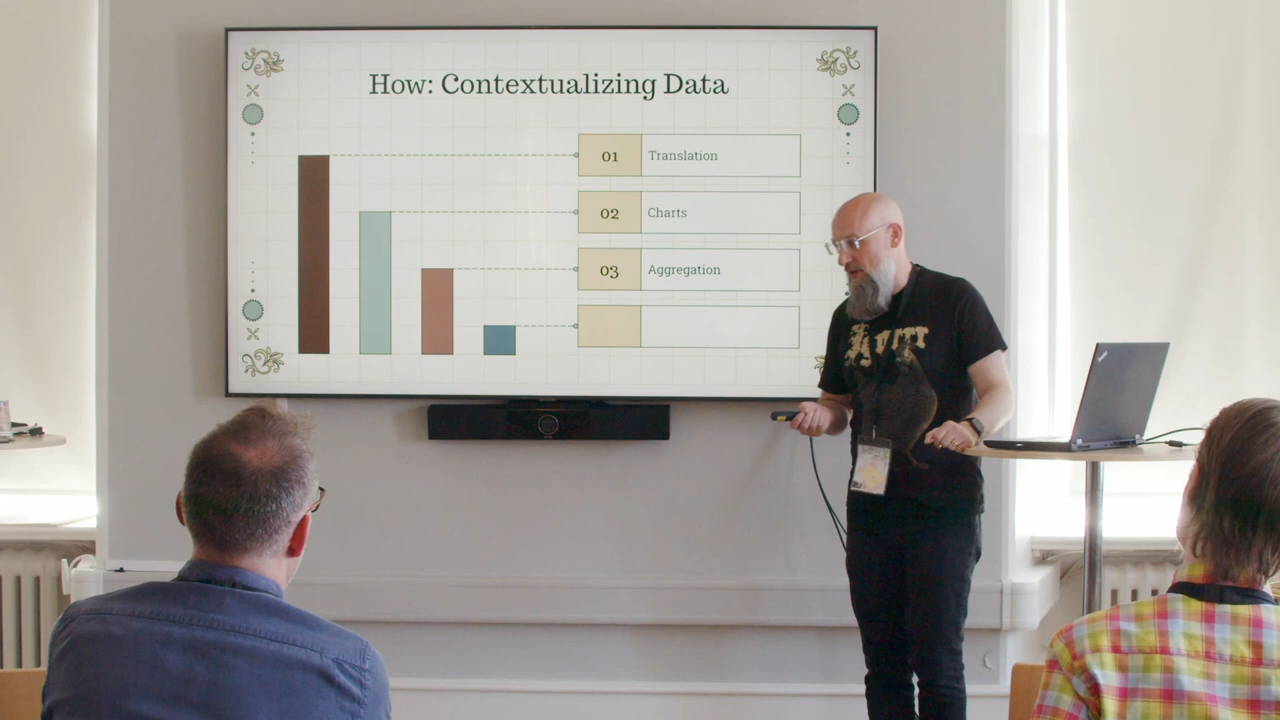 How: Contextualizing Data
01 Translation
02 Charts
03 Aggregation